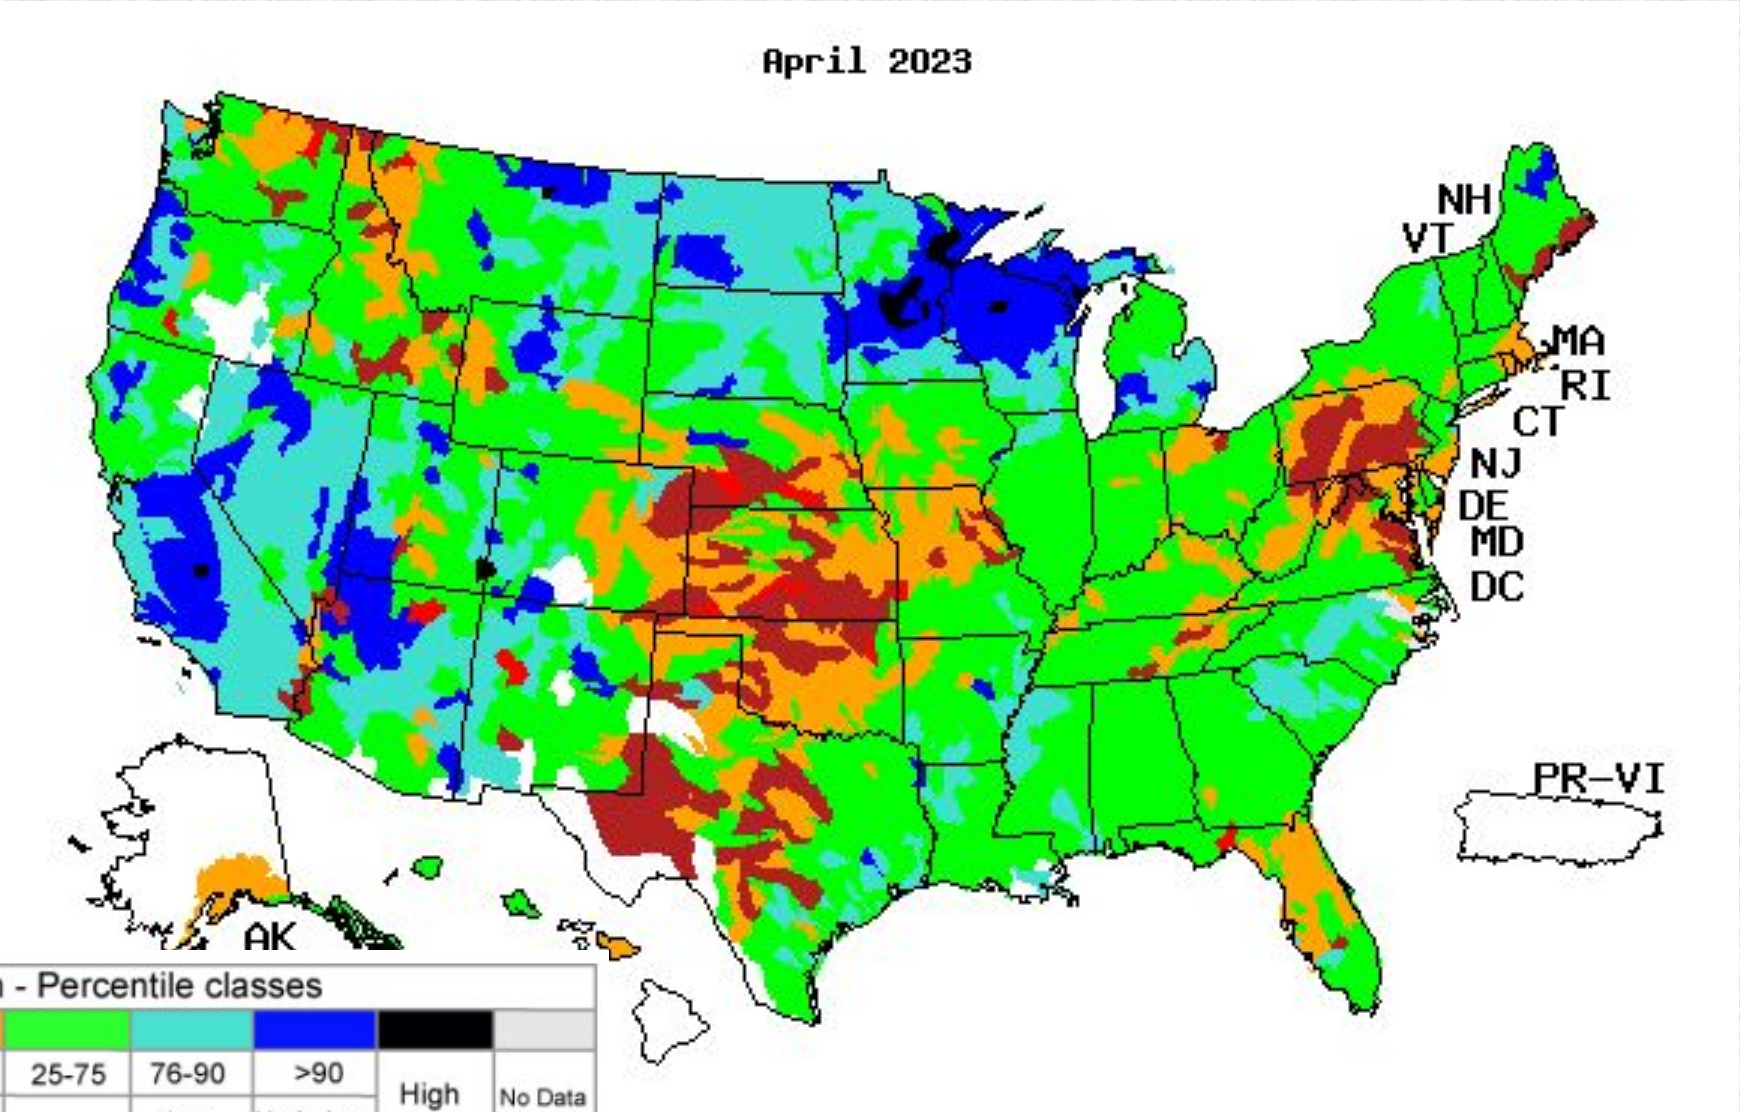 April 2023
NH
VT
MA
RI
CT
NJ
DE
MD
DC
PR-VI
AK
- Percentile classes
25-75 76-90 >90 High No Data